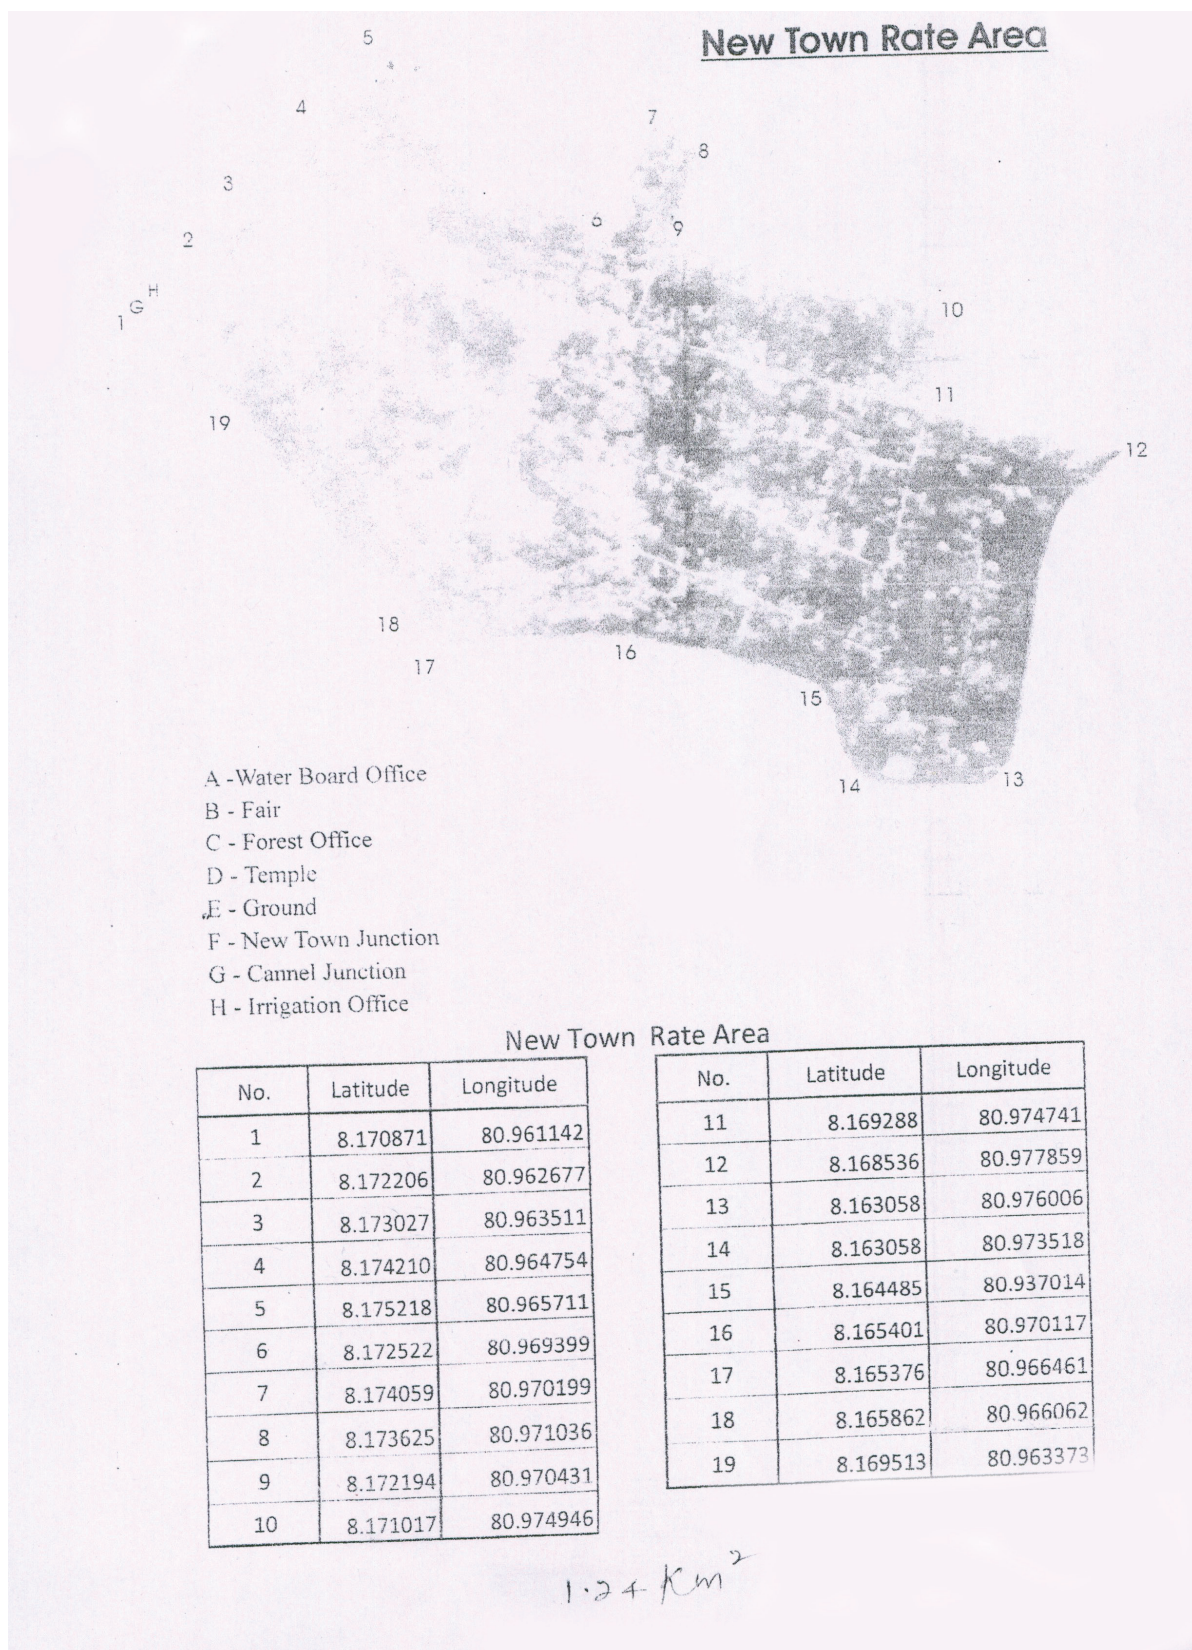 New Town Rate Area
5
4
7
8
3
6
9
2
H
G
1
10
11
19
12
18
16
17
15
14
13
A -Water Board Office
B - Fair
C - Forest Office
D - Temple
E - Ground
F - New Town Junction
G - Cannel Junction
H - Irrigation Office
New Town Rate Area
No. Latitude Longitude
1 8.170871 80.961142
2 8.172206 80.962677
3 8.173027 80.963511
4 8.174210 80.964754
5 8.175218 80.965711
6 8.172522 80.969399
7 8.174059 80.970199
8 8.173625 80.971036
9 8.172194 80.970431
10 8.171017 80.974946
No. Latitude Longitude
11 8.169288 80.974741
12 8.168536 80.977859
13 8.163058 80.976006
14 8.163058 80.973518
15 8.164485 80.937014
16 8.165401 80.970117
17 8.165376 80.966461
18 8.165862 80.966062
19 8.169513 80.963373
1.24 Km²